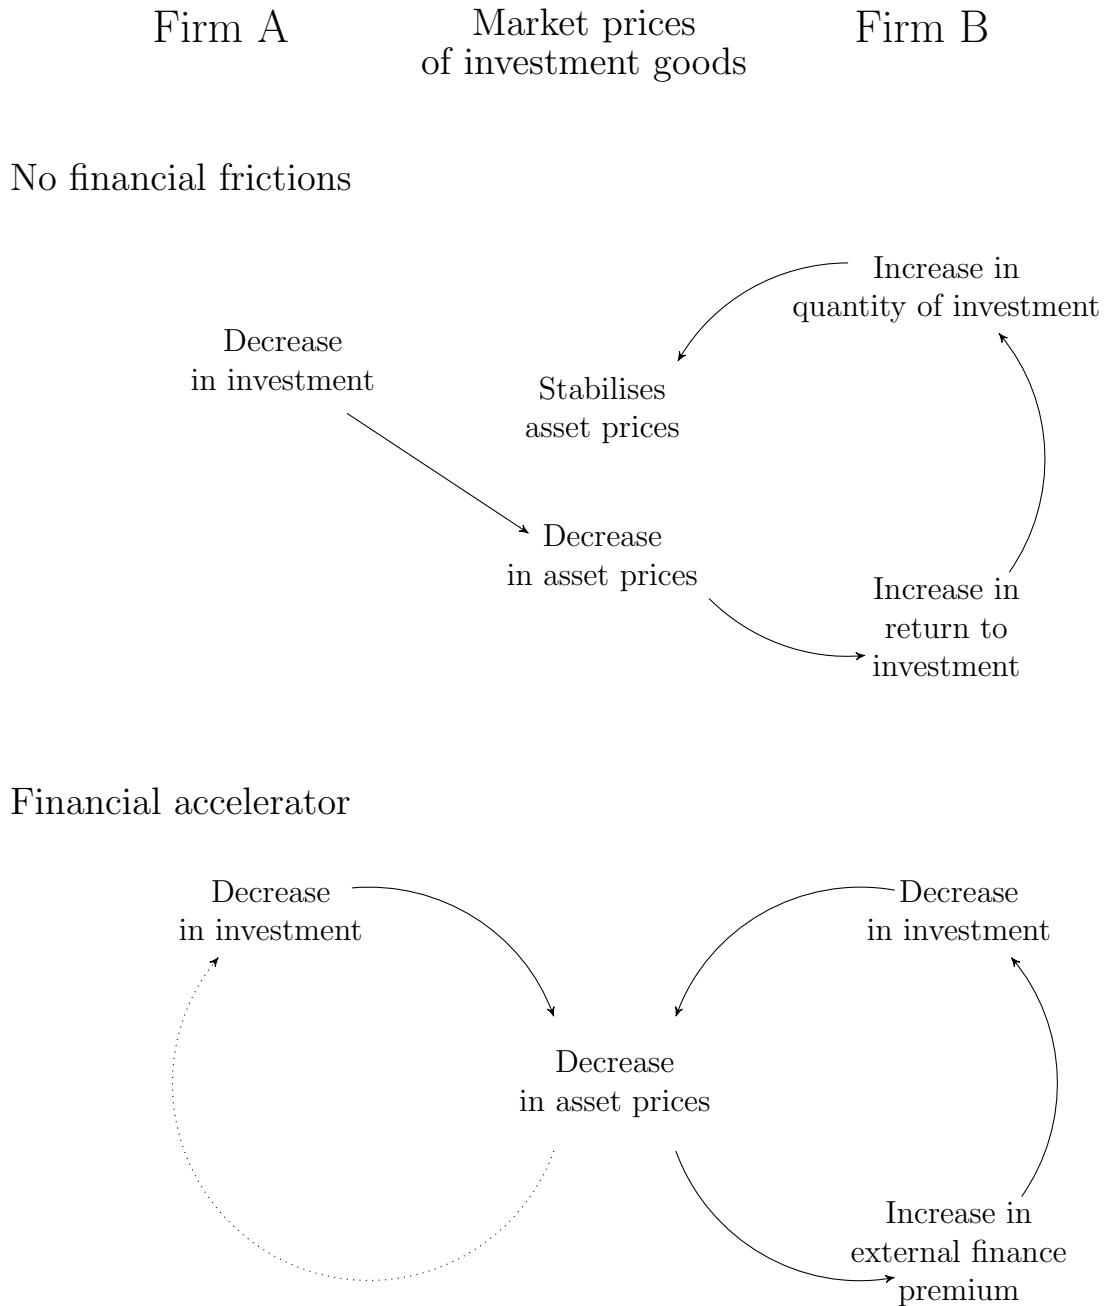 Firm A
Market prices
of investment goods
Firm B
No financial frictions
Increase in
quantity of investment
Decrease
in investment
Stabilises
asset prices
Decrease
in asset prices
Increase in
return to
investment
Financial accelerator
Decrease
in investment
Decrease
in investment
Decrease
in asset prices
Increase in
external finance
premium